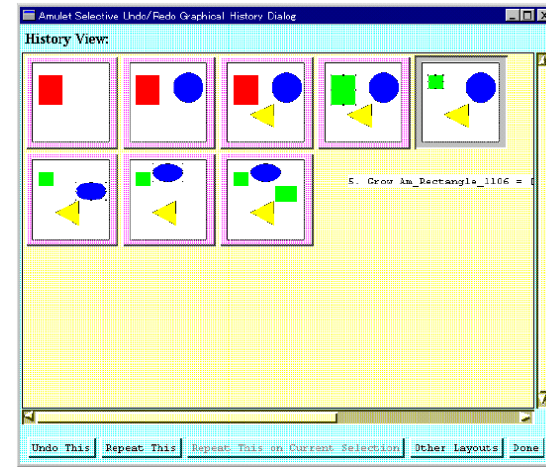 Amulet Selective Undo/Redo Graphical History Dialog
History View:
5. Grow Am_Rectangle_1106 = [
Undo This Repeat This Repeat This on Current Selection Other Layouts Done